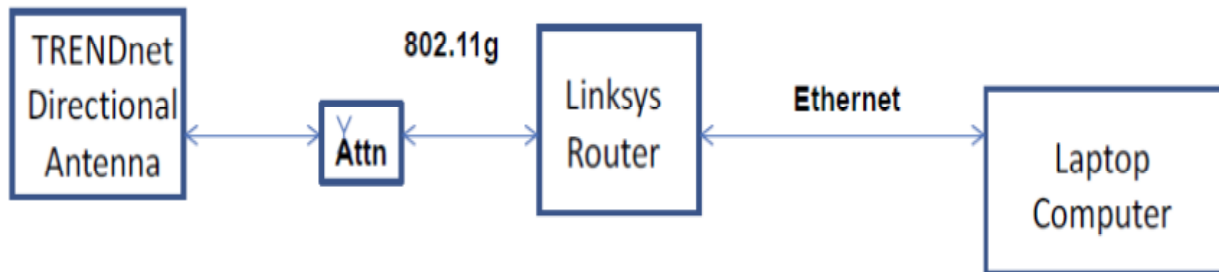 TRENDnet
Directional
Antenna
802.11g
Y
Attn
Linksys
Router
Ethernet
Laptop
Computer